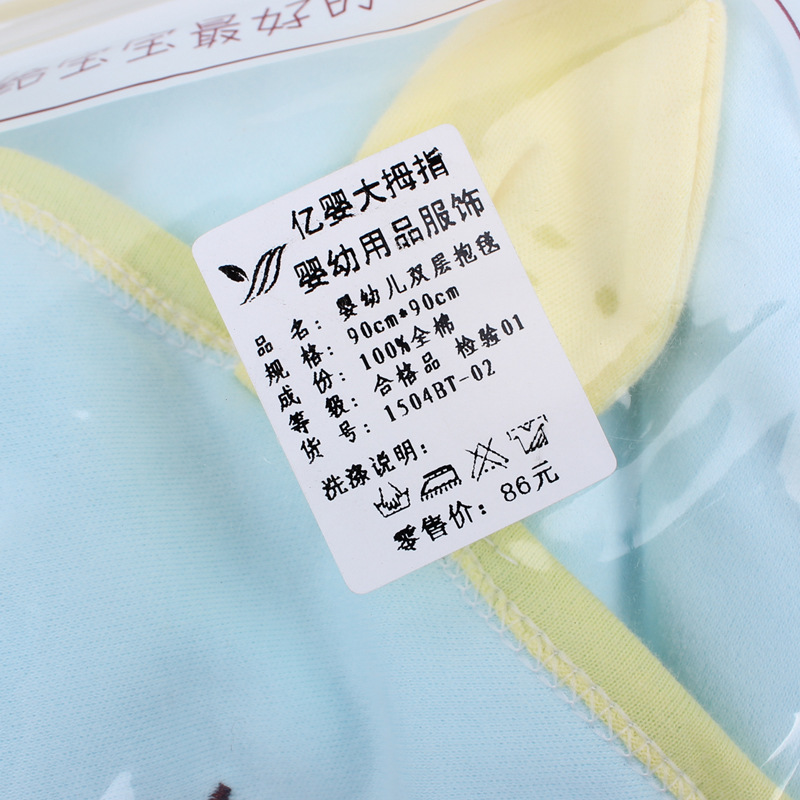 给宝宝最好的
亿婴大拇指
婴幼用品服饰
品 名: 婴幼儿双层抱毯
规 格: 90cm*90cm
成 份: 100%全棉
等 级: 合格品 检验01
货 号: 1504BT-02
洗涤说明:
零售价: 86元